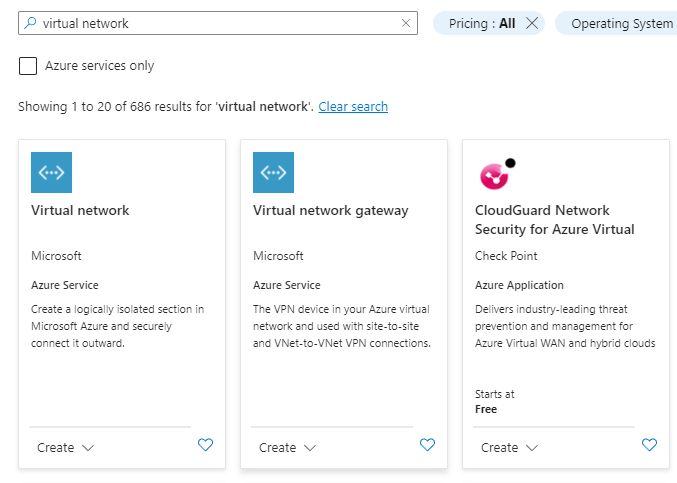 virtual network
Pricing : All
Operating System
Azure services only
Showing 1 to 20 of 686 results for 'virtual network'. Clear search
Virtual network
Microsoft
Azure Service
Create a logically isolated section in
Microsoft Azure and securely
connect it outward.
Create
Virtual network gateway
Microsoft
Azure Service
The VPN device in your Azure virtual
network and used with site-to-site
and VNet-to-VNet VPN connections.
Create
CloudGuard Network
Security for Azure Virtual
Check Point
Azure Application
Delivers industry-leading threat
prevention and management for
Azure Virtual WAN and hybrid clouds
Starts at
Free
Create